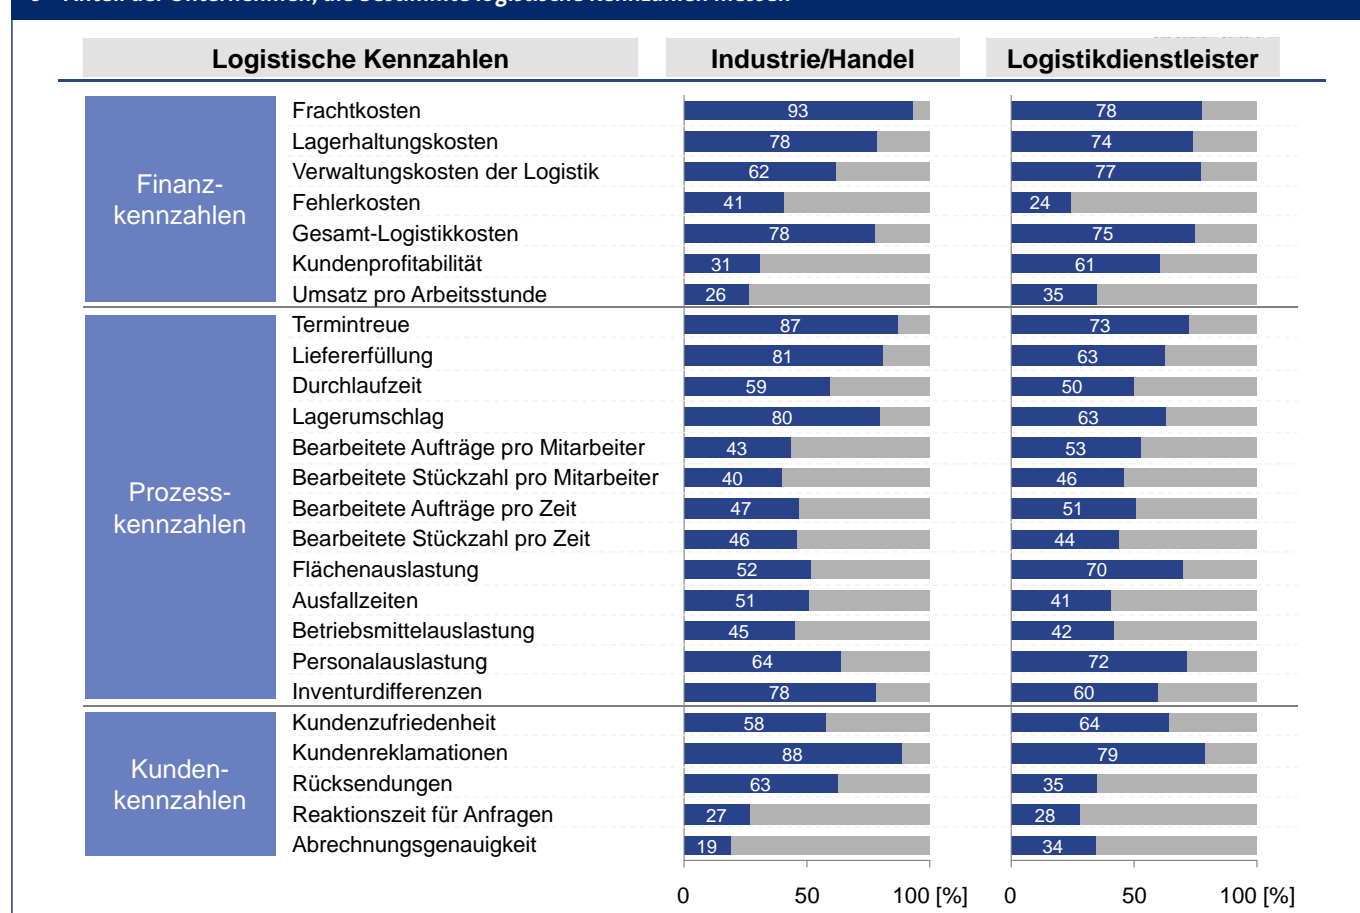 Logistische Kennzahlen Industrie/Handel Logistikdienstleister
Finanz-
kennzahlen
Frachtkosten 93 78
Lagerhaltungskosten 78 74
Verwaltungskosten der Logistik 62 77
Fehlerkosten 41 24
Gesamt-Logistikkosten 78 75
Kundenprofitabilität 31 61
Umsatz pro Arbeitsstunde 26 35
Prozess-
kennzahlen
Termintreue 87 73
Liefererfüllung 81 63
Durchlaufzeit 59 50
Lagerumschlag 80 63
Bearbeitete Aufträge pro Mitarbeiter 43 53
Bearbeitete Stückzahl pro Mitarbeiter 40 46
Bearbeitete Aufträge pro Zeit 47 51
Bearbeitete Stückzahl pro Zeit 46 44
Flächenauslastung 52 70
Ausfallzeiten 51 41
Betriebsmittelauslastung 45 42
Personalauslastung 64 72
Inventurdifferenzen 78 60
Kunden-
kennzahlen
Kundenzufriedenheit 58 64
Kundenreklamationen 88 79
Rücksendungen 63 35
Reaktionszeit für Anfragen 27 28
Abrechnungsgenauigkeit 19 34
0 50 100 [%] 0 50 100 [%]